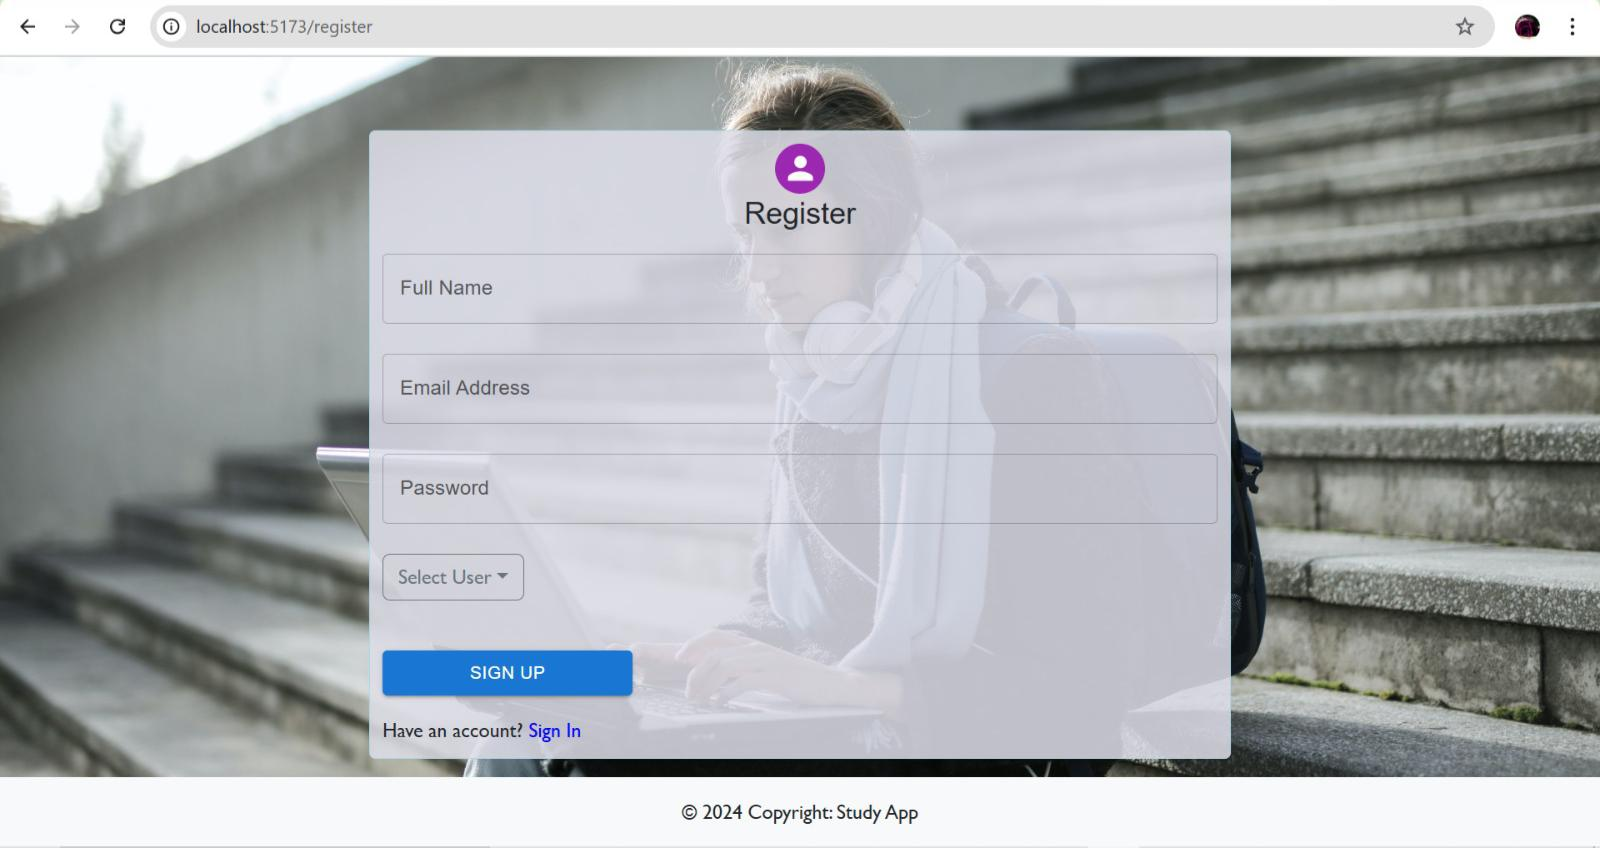 localhost:5173/register
Register
Full Name
Email Address
Password
Select User
SIGN UP
Have an account? Sign In
© 2024 Copyright: Study App